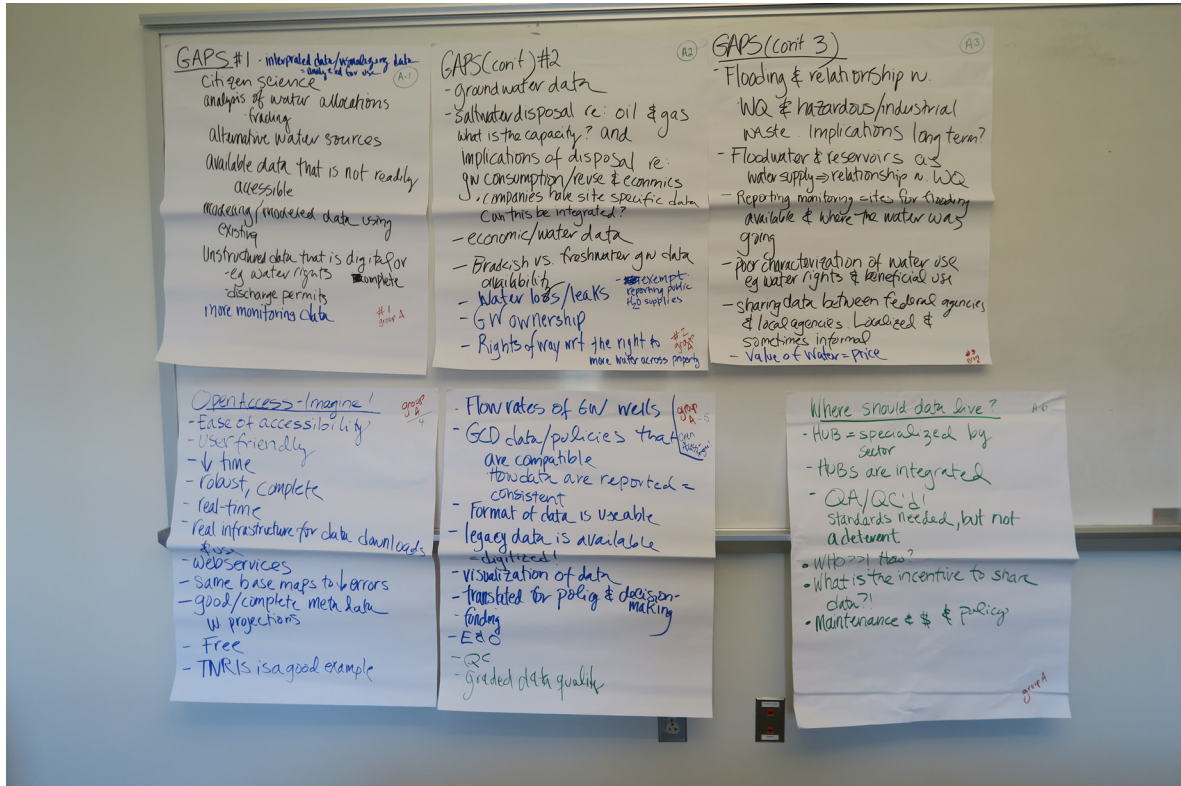 GAPS #1 - interpreted data/visualizing data
= analyzed for use
A-1
Citizen science
analysis of water allocations
- trading
alternative water sources
available data that is not readily
accessible
modeling/modeled data using
existing
Unstructured data that is digital or
- eg water rights complete
- discharge permits
more monitoring data
#1
group A
GAPS (cont) #2
A2
- groundwater data
- saltwater disposal re: oil & gas
what is the capacity? and
implications of disposal re:
gw consumption/reuse & econmics
• companies have site specific data
Can this be integrated?
- economic/water data
- Brackish vs. freshwater gw data
availability
- exempt
reporting public
H2O supplies
- Water loss/leaks
- GW ownership
- Rights of way wrt the right to
move water across property
#2
group
A
GAPS (cont 3)
A3
- Flooding & relationship w.
WQ & hazardous/industrial
waste. Implications long term?
- Floodwater & reservoirs as
water supply ⇒ relationship w. WQ
- Reporting monitoring sites for flooding
available & where the water was
going
- poor characterization of water use
eg water rights & beneficial use
- sharing data between federal agencies
& local agencies. Localized &
sometimes informal
- Value of Water = price
#3
Open Access - Imagine!
group
A
4
- Ease of accessibility
- User friendly
- ↓ time
- robust, complete
- real-time
- real infrastructure for data downloads
& use
- webservices
- Same base maps to ↓ errors
- good/complete meta data
w projections
- Free
- TNRIS is a good example
- Flow rates of GW wells
group
A-5
open
- GCD data/policies that
are compatible
How data are reported =
consistent
- Format of data is useable
- legacy data is available
= digitized!
- visualization of data
- translated for policy & decision-
making
- funding
- E&O
- QC
- graded data quality
Where should data live?
A-6
- HUB = specialized by
sector
- HUBs are integrated
- QA/QC'd!
standards needed, but not
a deterent
• WHO??! How?
• What is the incentive to share
data?!
• Maintenance & $ & policy
group A